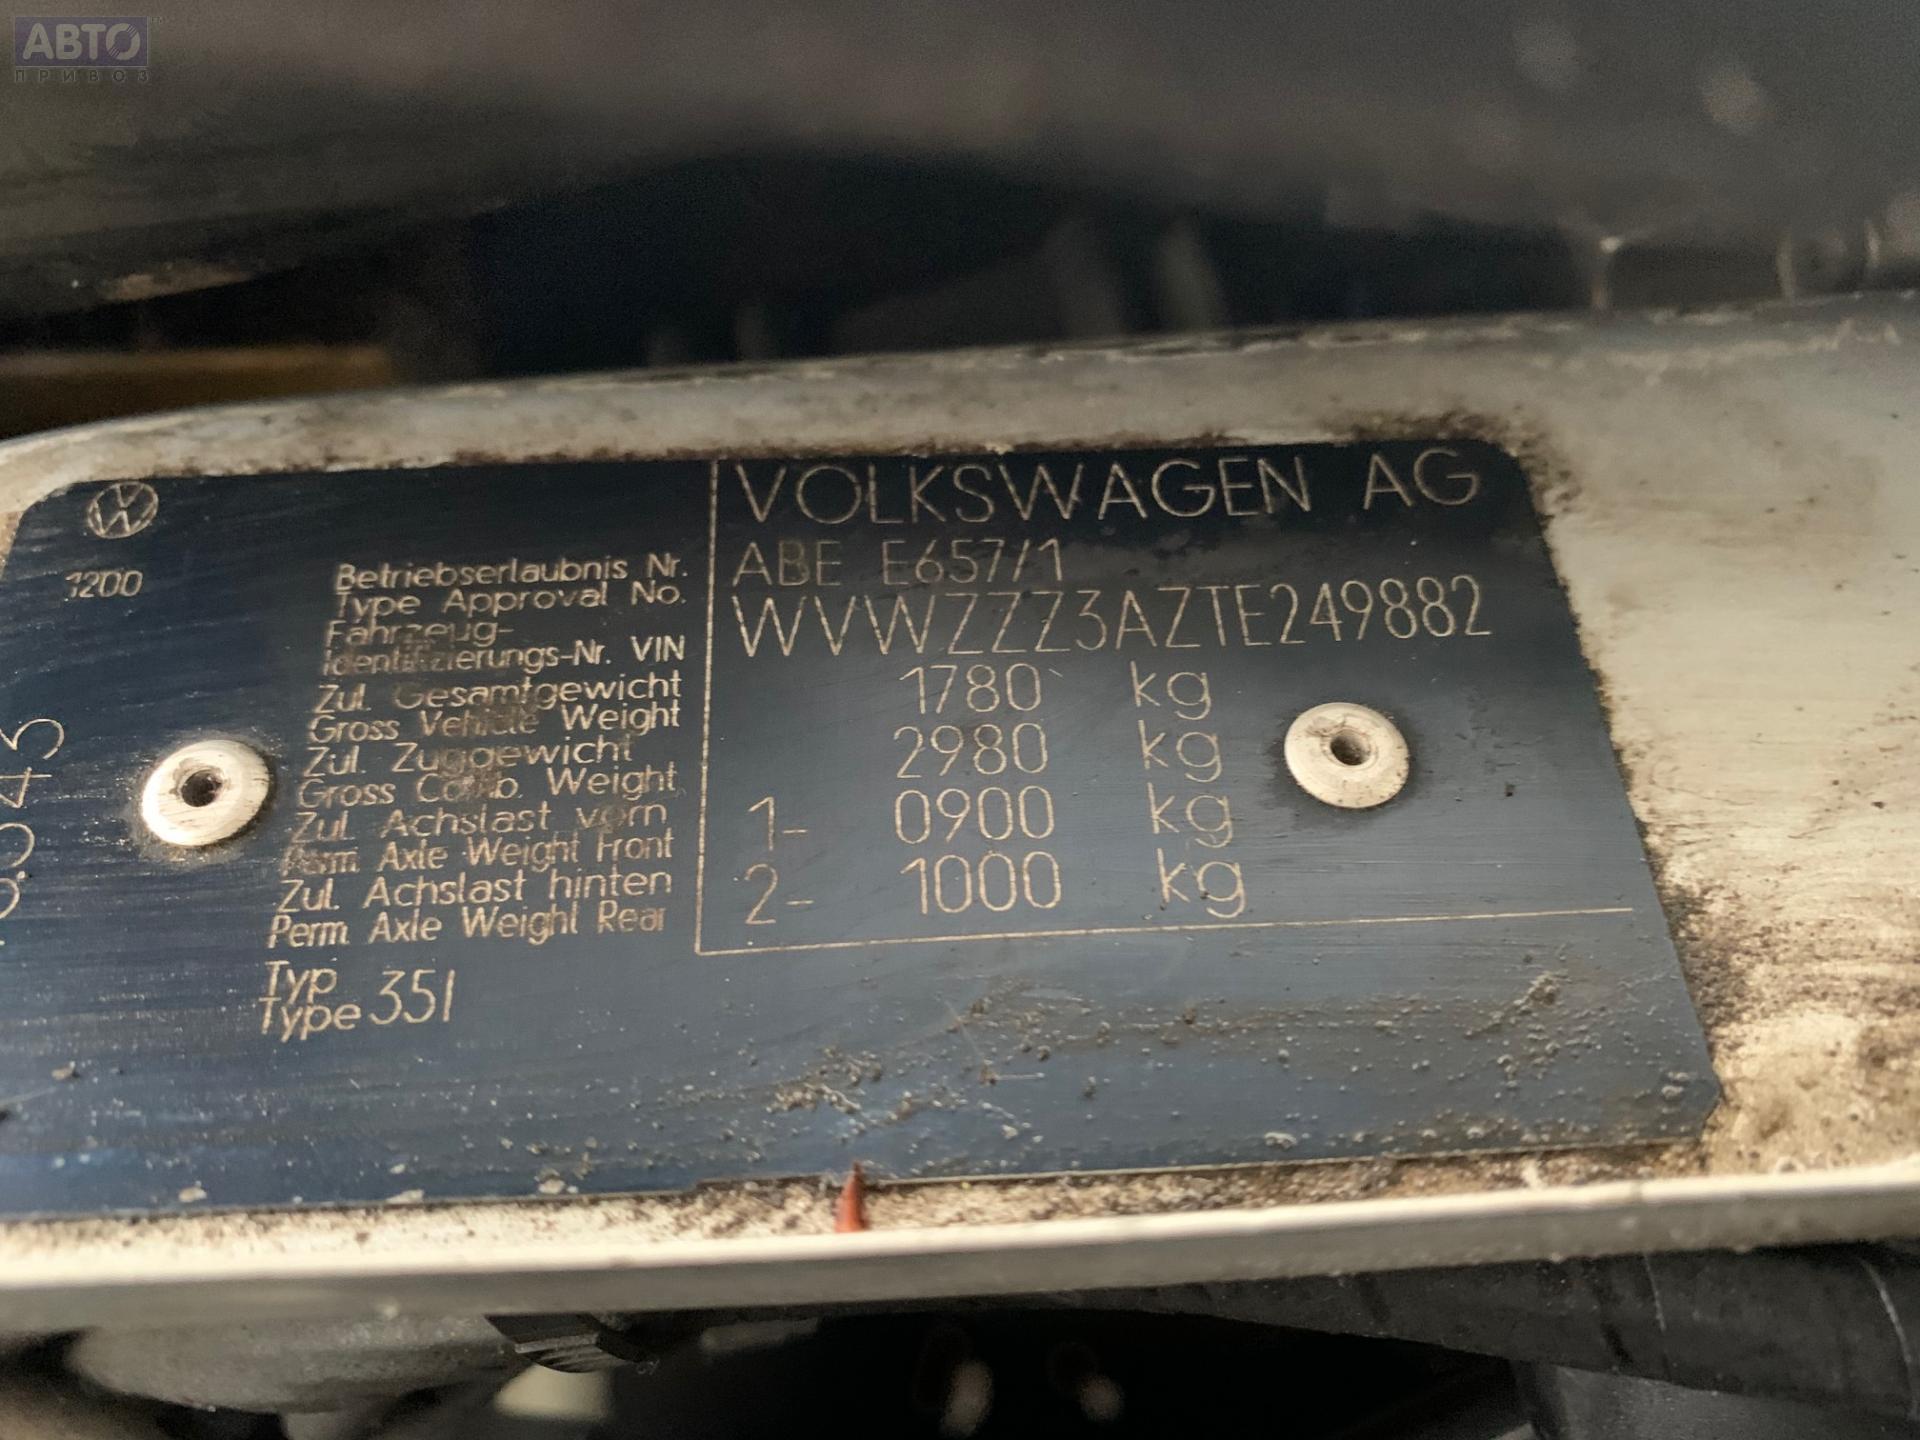 АВТО
ПРИВОЗ
VOLKSWAGEN AG
1200
Betriebserlaubnis Nr.
Type Approval No.
ABE E657/1
Fahrzeug-
Identifizierungs-Nr. VIN
WVWZZZ3AZTE249882
Zul. Gesamtgewicht
Gross Vehicle Weight
1780 kg
Zul. Zuggewicht
Gross Comb. Weight
2980 kg
Zul. Achslast vorn
Perm. Axle Weight Front
1- 0900 kg
Zul. Achslast hinten
Perm. Axle Weight Rear
2- 1000 kg
Typ
Type 35I